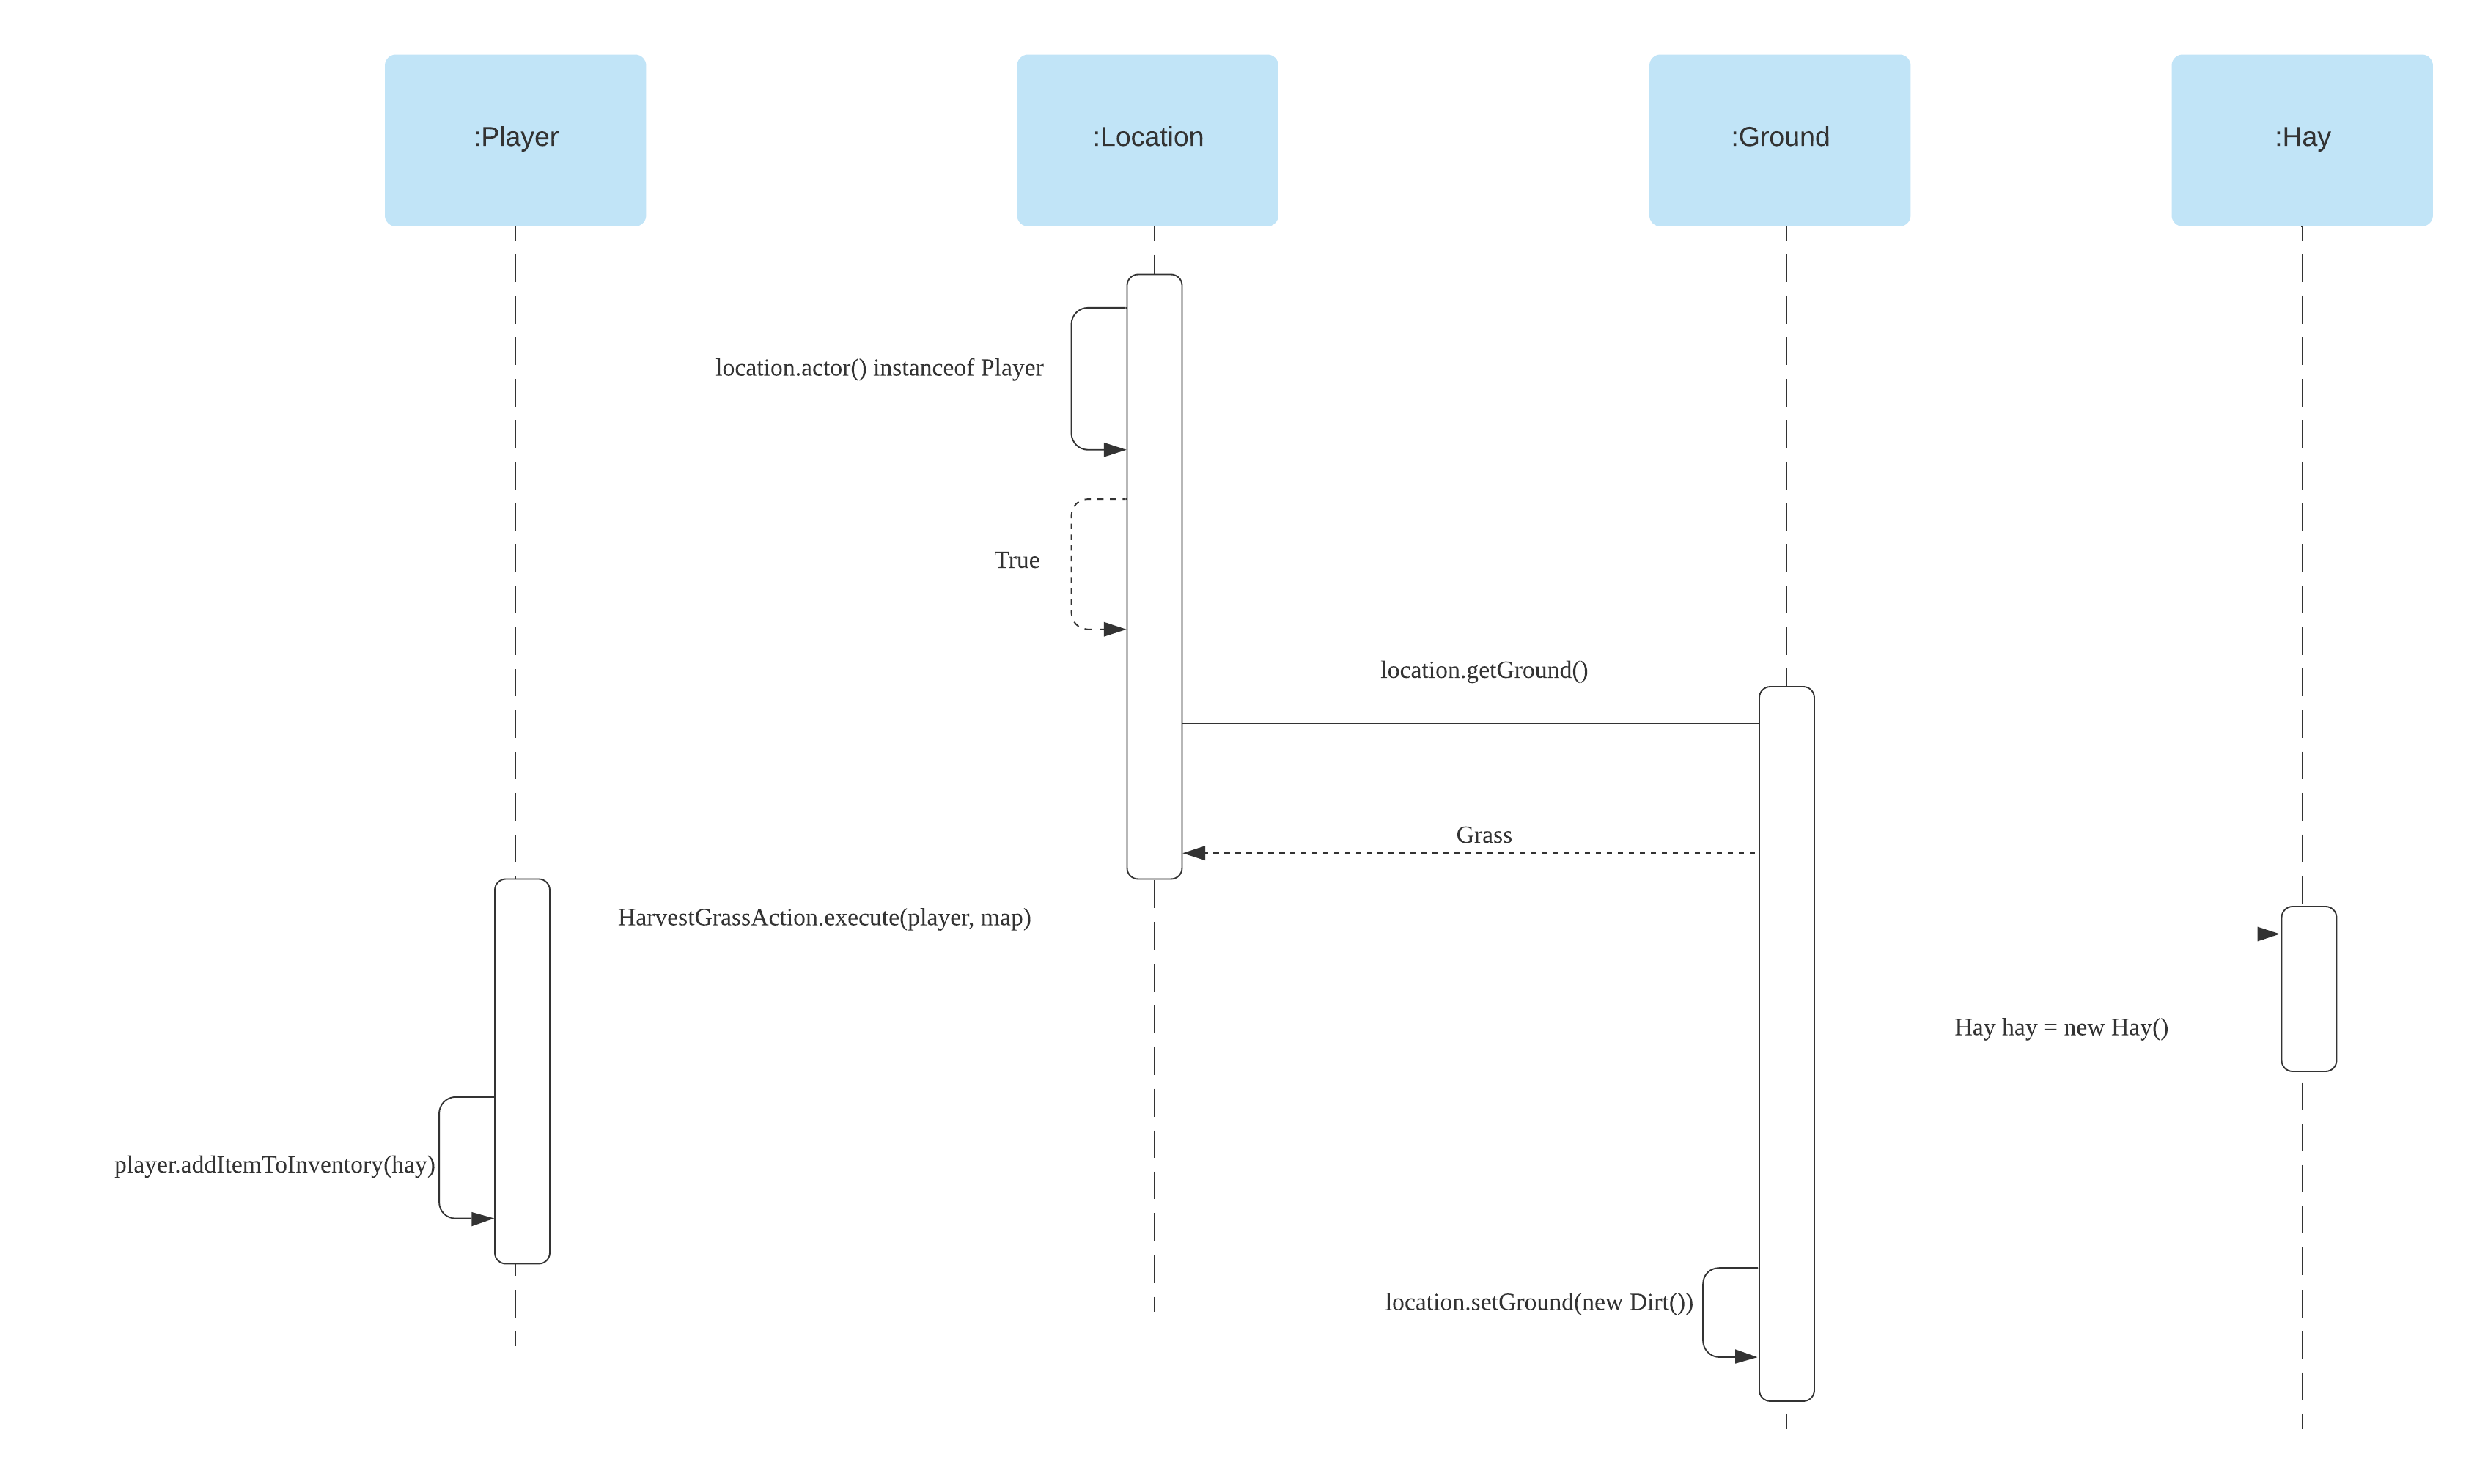 :Player
:Location
:Ground
:Hay
location.actor() instanceof Player
True
location.getGround()
Grass
HarvestGrassAction.execute(player, map)
Hay hay = new Hay()
player.addItemToInventory(hay)
location.setGround(new Dirt())